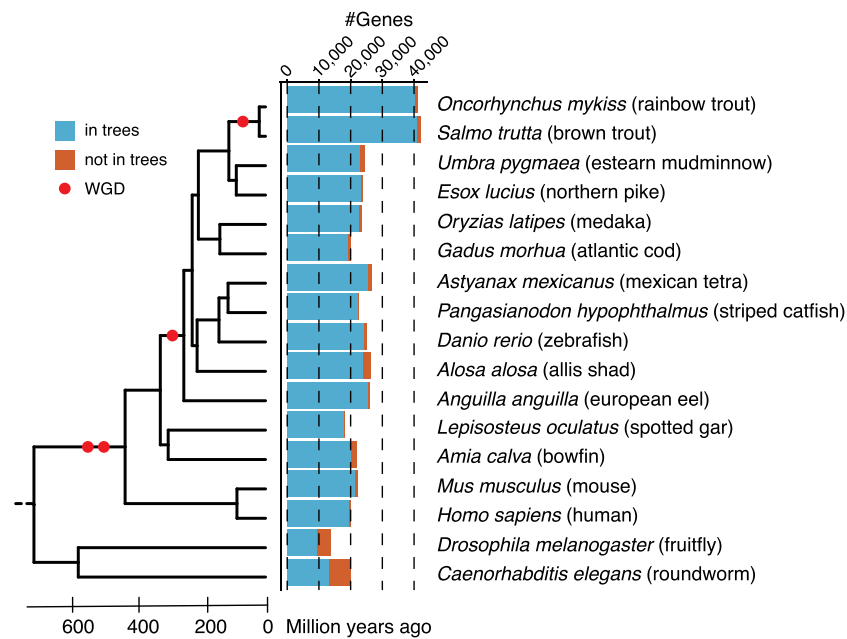 #Genes
0 10,000 20,000 30,000 40,000
in trees
not in trees
WGD
Oncorhynchus mykiss (rainbow trout)
Salmo trutta (brown trout)
Umbra pygmaea (estearn mudminnow)
Esox lucius (northern pike)
Oryzias latipes (medaka)
Gadus morhua (atlantic cod)
Astyanax mexicanus (mexican tetra)
Pangasianodon hypophthalmus (striped catfish)
Danio rerio (zebrafish)
Alosa alosa (allis shad)
Anguilla anguilla (european eel)
Lepisosteus oculatus (spotted gar)
Amia calva (bowfin)
Mus musculus (mouse)
Homo sapiens (human)
Drosophila melanogaster (fruitfly)
Caenorhabditis elegans (roundworm)
600 400 200 0 Million years ago